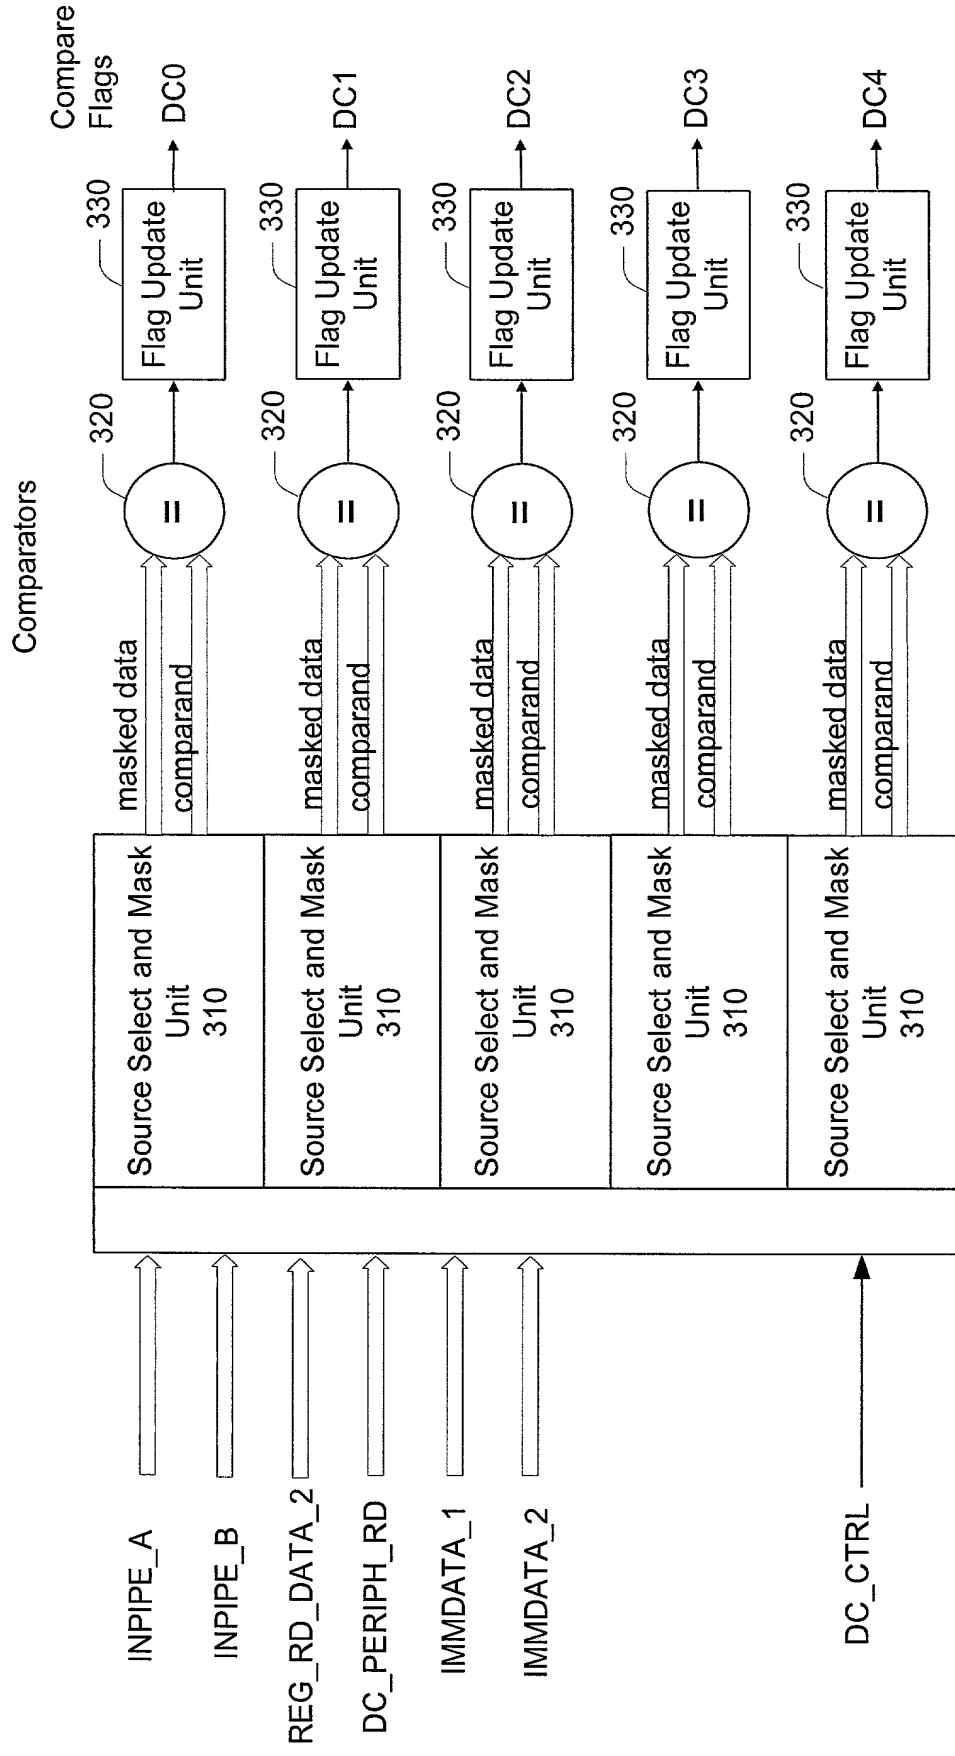 Comparators
Compare
Flags
INPIPE_A
INPIPE_B
REG_RD_DATA_2
DC_PERIPH_RD
IMMDATA_1
IMMDATA_2
DC_CTRL
Source Select and Mask
Unit
310
masked data
comparand
=
320
Flag Update
Unit
330
DC0
Source Select and Mask
Unit
310
masked data
comparand
=
320
Flag Update
Unit
330
DC1
Source Select and Mask
Unit
310
masked data
comparand
=
320
Flag Update
Unit
330
DC2
Source Select and Mask
Unit
310
masked data
comparand
=
320
Flag Update
Unit
330
DC3
Source Select and Mask
Unit
310
masked data
comparand
=
320
Flag Update
Unit
330
DC4